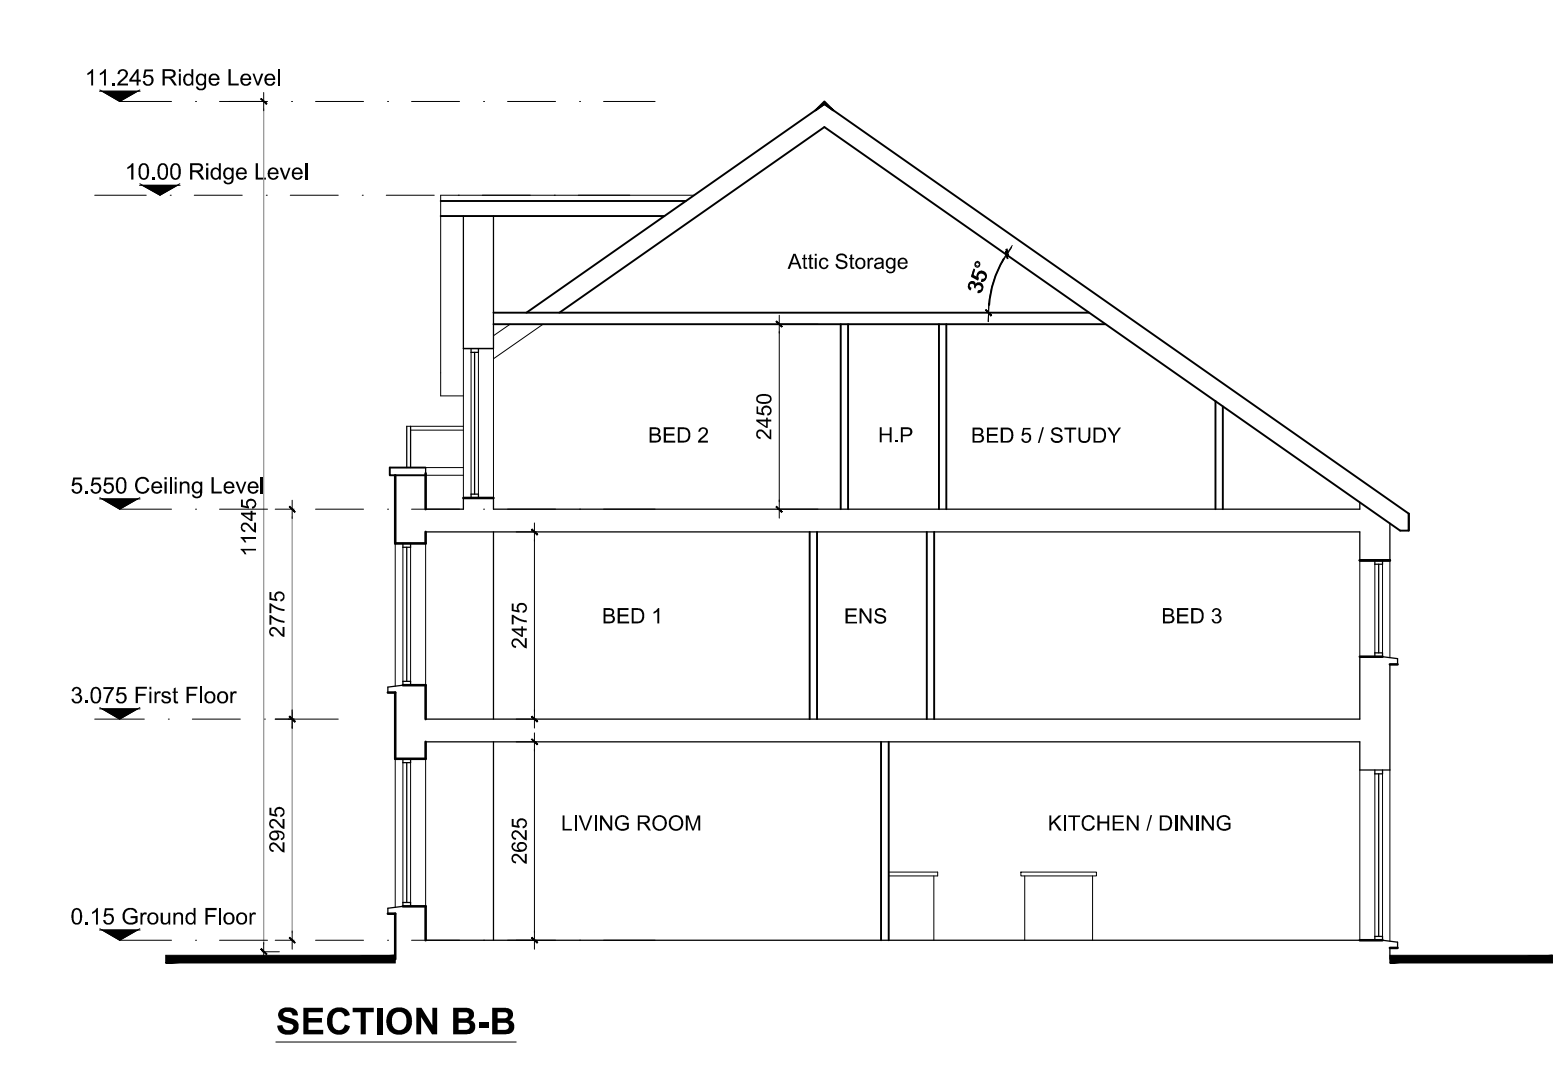 11.245 Ridge Level
10.00 Ridge Level
Attic Storage
35°
BED 2
2450
H.P
BED 5 / STUDY
5.550 Ceiling Level
11245
2775
BED 1
2475
ENS
BED 3
3.075 First Floor
2925
LIVING ROOM
2625
KITCHEN / DINING
0.15 Ground Floor
SECTION B-B